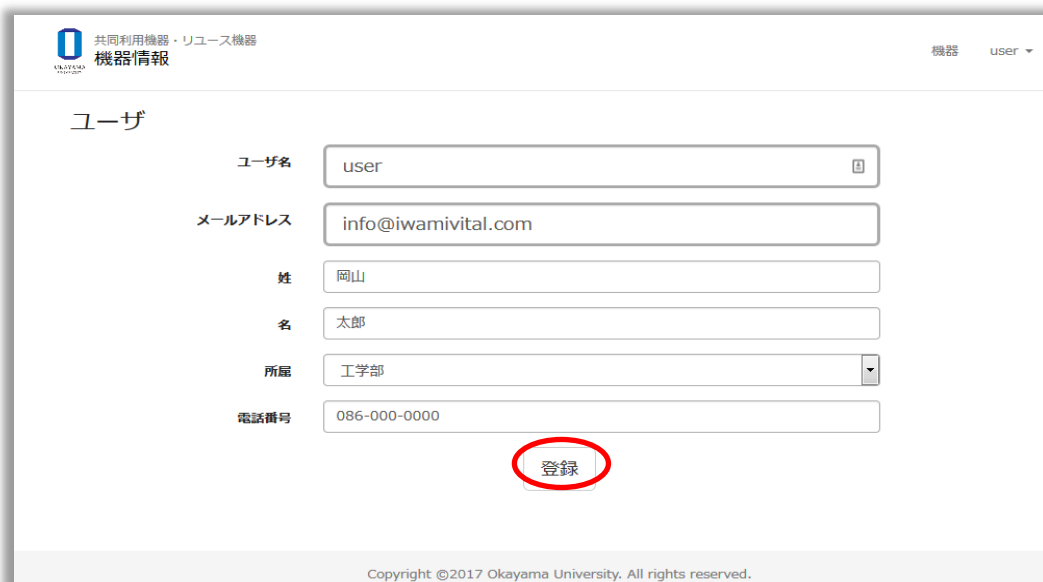 共同利用機器・リユース機器
機器情報
OKAYAMA
UNIVERSITY
機器 user
ユーザ
ユーザ名 user
メールアドレス info@iwamivital.com
姓 岡山
名 太郎
所属 工学部
電話番号 086-000-0000
登録
Copyright ©2017 Okayama University. All rights reserved.